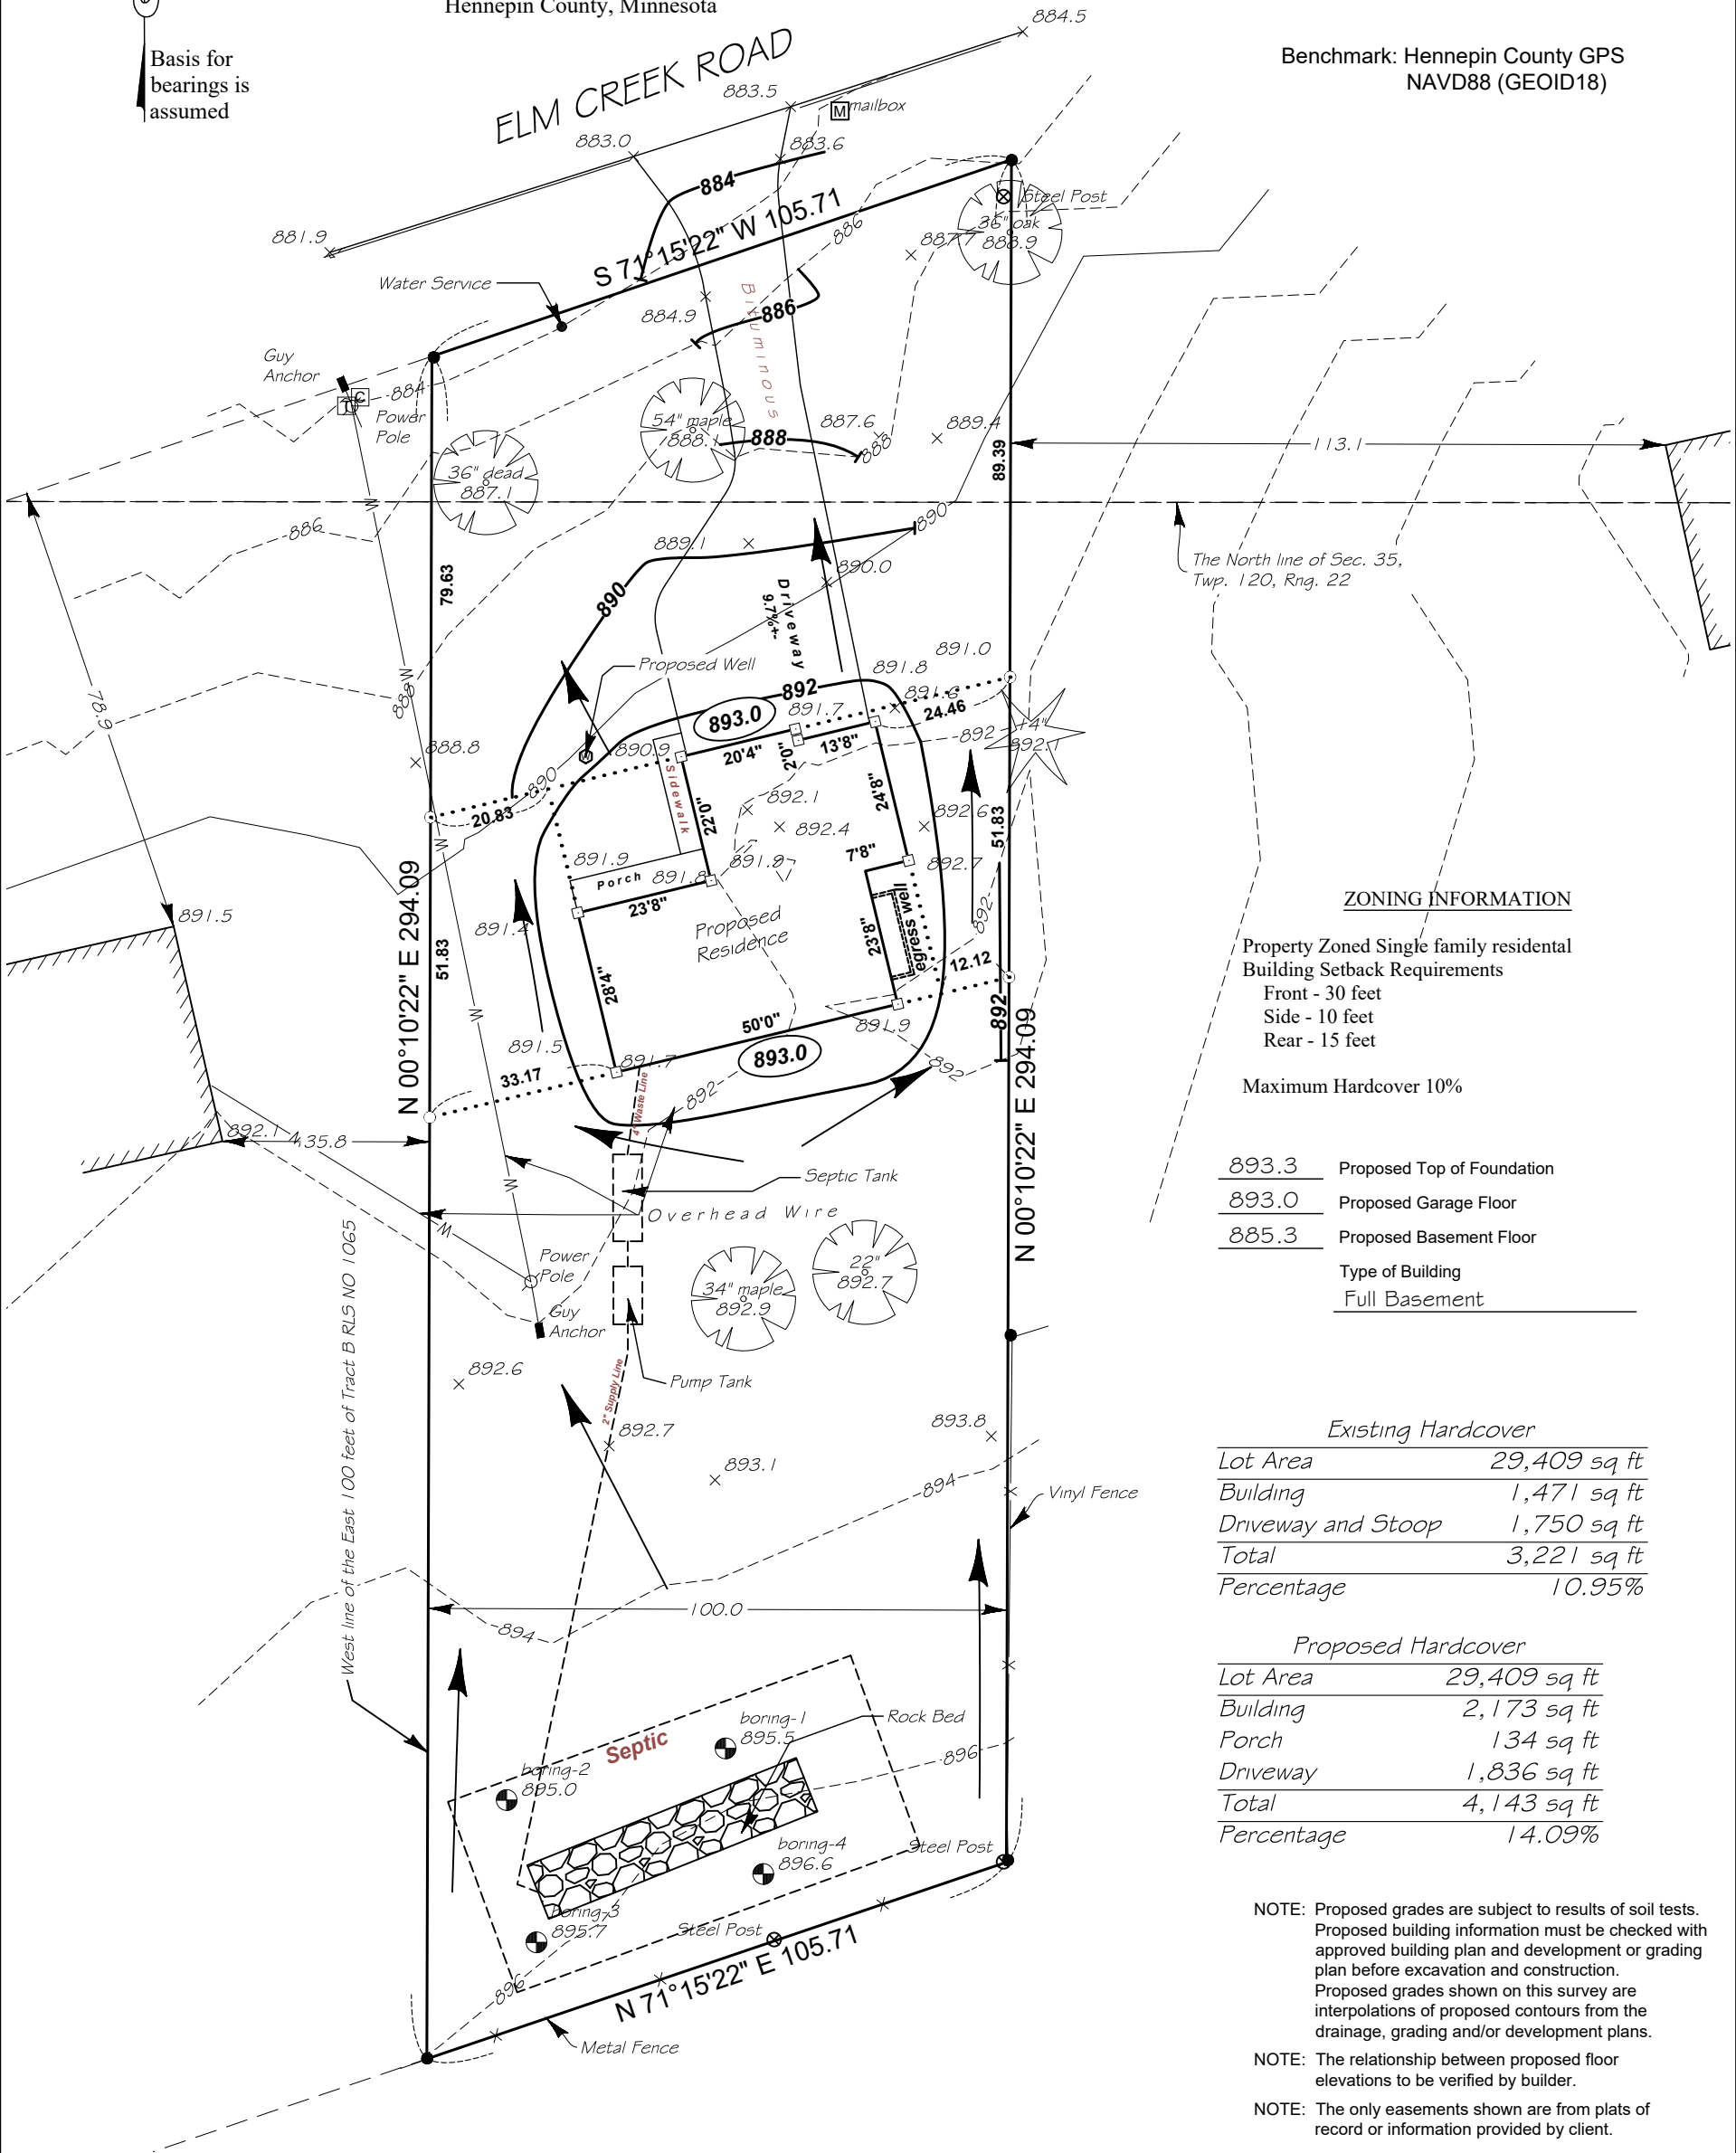 Hennepin County, Minnesota
Basis for
bearings is
assumed
Benchmark: Hennepin County GPS
NAVD88 (GEOID18)
ELM CREEK ROAD
884.5
883.5
mailbox
M
883.0
883.6
884
881.9
S 71°15'22" W 105.71
886
Steel Post
36" oak
888.9
887.7
Water Service
884.9
886
Bituminous
Guy
Anchor
C
T
884
Power
Pole
54" maple
888.1
888
887.6
888
889.4
89.39
113.1
36" dead
887.1
W
886
890
889.1
890.0
The North line of Sec. 35,
Twp. 120, Rng. 22
79.63
890
Driveway
9.7%+-
891.0
891.8
Proposed Well
W
888
78.9
892
893.0
891.7
891.6
24.46
892
892.1
888.8
890.9
20'4"
2'0"
13'8"
890
Sidewalk
22'0"
24'8"
892.1
892.4
892.6
51.83
20.83
W
891.9
Porch
891.8
891.9
7'8"
892.7
23'8"
Proposed
Residence
23'8"
egress well
892
891.5
891.4
N 00°10'22" E 294.09
51.83
28'4"
12.12
892
50'0"
891.9
W
891.5
891.7
893.0
33.17
892
892
4" Waste Line
N 00°10'22" E 294.09
892.1
35.8
W
Septic Tank
Overhead Wire
W
Power
Pole
Guy
Anchor
34" maple
892.9
22"
892.7
Pump Tank
892.6
2" Supply Line
892.7
893.8
893.1
894
Vinyl Fence
West line of the East 100 feet of Tract B RLS NO 1065
100.0
894
boring-1
895.5
Rock Bed
Septic
boring-2
895.0
896
boring-4
896.6
Steel Post
boring-3
895.7
Steel Post
896
N 71°15'22" E 105.71
Metal Fence
ZONING INFORMATION
Property Zoned Single family residental
Building Setback Requirements
Front - 30 feet
Side - 10 feet
Rear - 15 feet
Maximum Hardcover 10%
893.3 Proposed Top of Foundation
893.0 Proposed Garage Floor
885.3 Proposed Basement Floor
Type of Building
Full Basement
Existing Hardcover
Lot Area 29,409 sq ft
Building 1,471 sq ft
Driveway and Stoop 1,750 sq ft
Total 3,221 sq ft
Percentage 10.95%
Proposed Hardcover
Lot Area 29,409 sq ft
Building 2,173 sq ft
Porch 134 sq ft
Driveway 1,836 sq ft
Total 4,143 sq ft
Percentage 14.09%
NOTE: Proposed grades are subject to results of soil tests.
Proposed building information must be checked with
approved building plan and development or grading
plan before excavation and construction.
Proposed grades shown on this survey are
interpolations of proposed contours from the
drainage, grading and/or development plans.
NOTE: The relationship between proposed floor
elevations to be verified by builder.
NOTE: The only easements shown are from plats of
record or information provided by client.